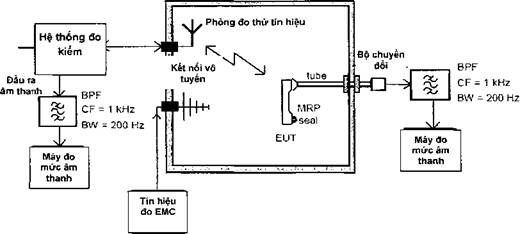 Hệ thống đo
kiểm
Đầu ra
âm thanh
BPF
CF = 1 kHz
BW = 200 Hz
Máy đo
mức âm
thanh
Phòng đo thử tín hiệu
Kết nối vô
tuyến
Tín hiệu
đo EMC
tube
MRP
seal
EUT
Bộ chuyển
đổi
BPF
CF = 1 kHz
BW = 200 Hz
Máy đo
mức âm
thanh